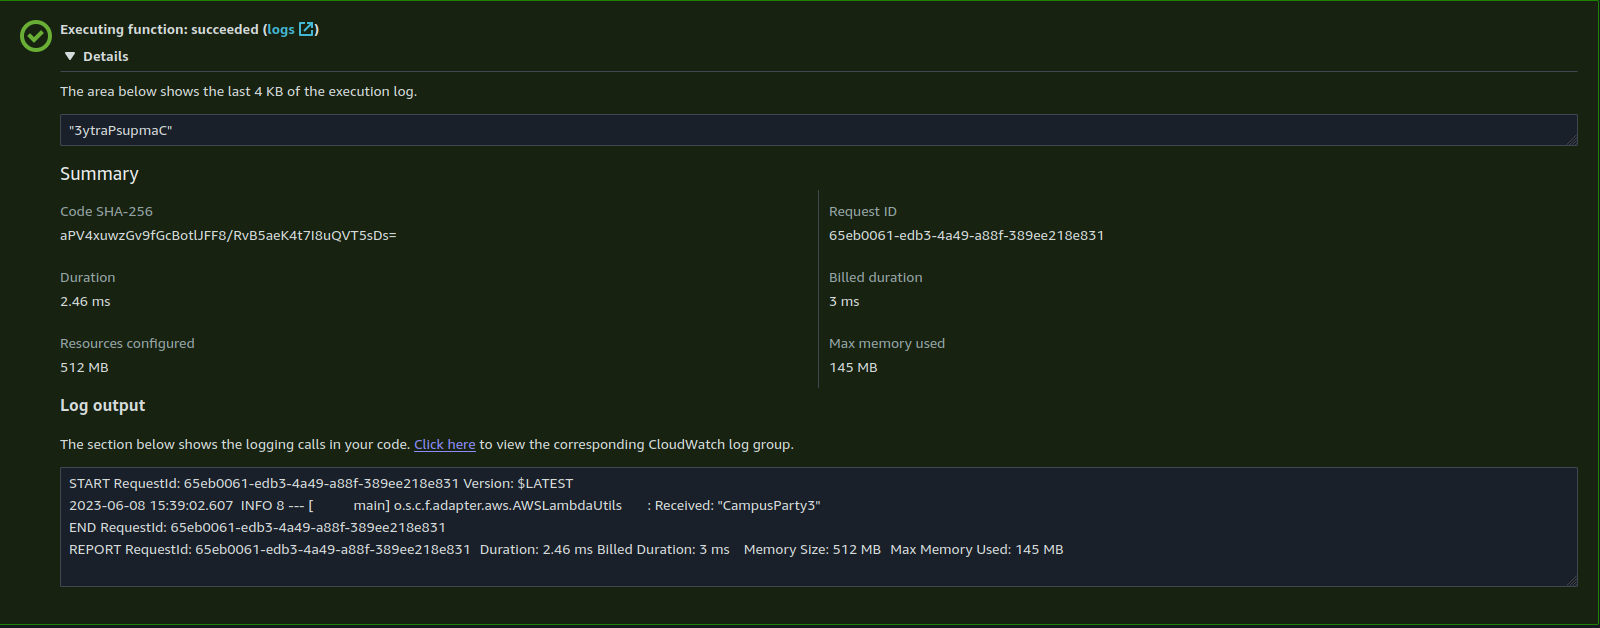 Executing function: succeeded (logs)
Details
The area below shows the last 4 KB of the execution log.
"3ytraPsupmaC"
Summary
Code SHA-256
aPV4xuwzGv9fGcBotlJFF8/RvB5aeK4t7I8uQVT5sDs=
Request ID
65eb0061-edb3-4a49-a88f-389ee218e831
Duration
2.46 ms
Billed duration
3 ms
Resources configured
512 MB
Max memory used
145 MB
Log output
The section below shows the logging calls in your code. Click here to view the corresponding CloudWatch log group.
START RequestId: 65eb0061-edb3-4a49-a88f-389ee218e831 Version: $LATEST
2023-06-08 15:39:02.607  INFO 8 --- [           main] o.s.c.f.adapter.aws.AWSLambdaUtils       : Received: "CampusParty3"
END RequestId: 65eb0061-edb3-4a49-a88f-389ee218e831
REPORT RequestId: 65eb0061-edb3-4a49-a88f-389ee218e831  Duration: 2.46 ms Billed Duration: 3 ms  Memory Size: 512 MB  Max Memory Used: 145 MB